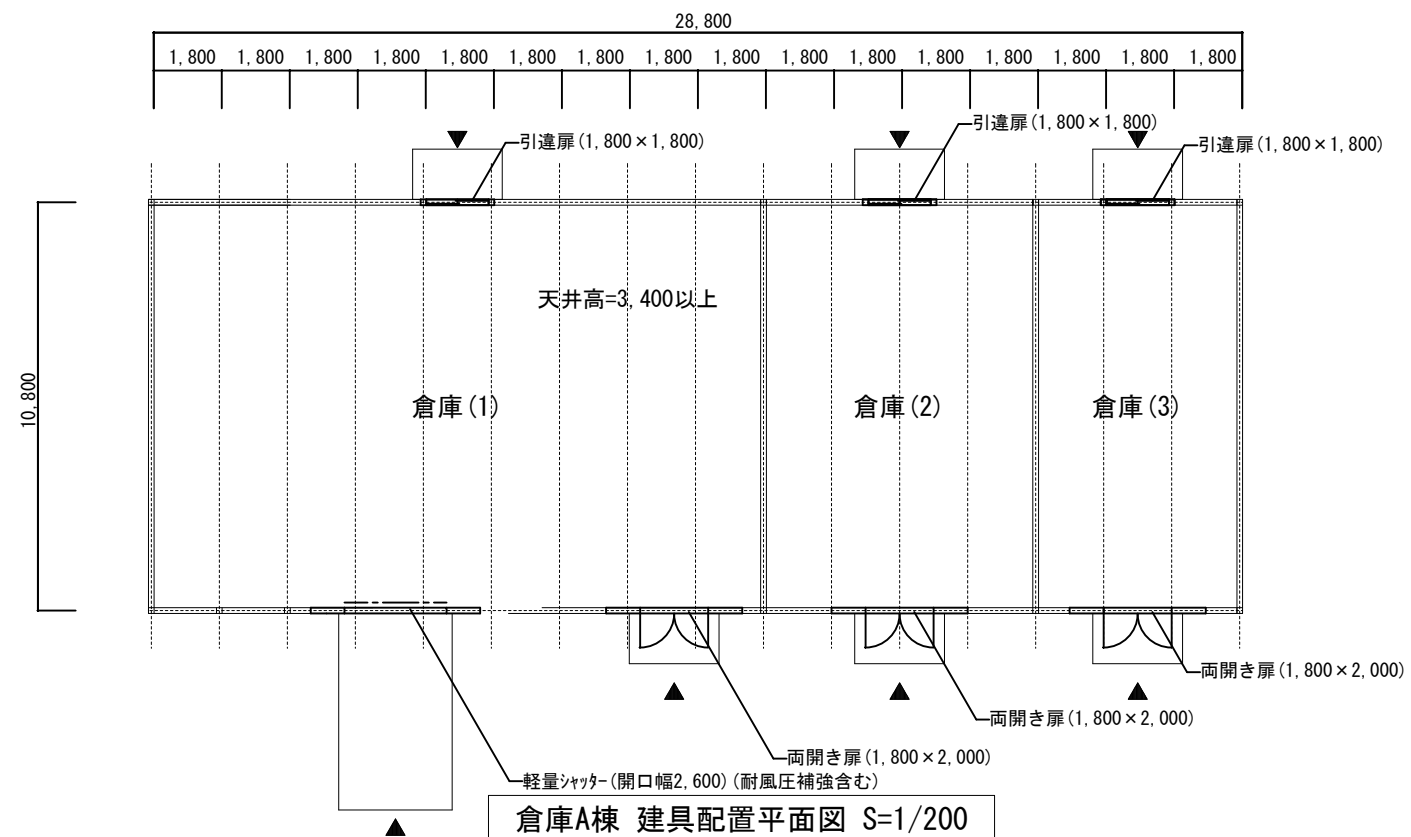 28,800
1,800 1,800 1,800 1,800 1,800 1,800 1,800 1,800 1,800 1,800 1,800 1,800 1,800 1,800 1,800 1,800
引違扉(1,800×1,800)
引違扉(1,800×1,800)
引違扉(1,800×1,800)
天井高=3,400以上
10,800
倉庫(1)
倉庫(2)
倉庫(3)
両開き扉(1,800×2,000)
両開き扉(1,800×2,000)
両開き扉(1,800×2,000)
軽量ｼｬｯﾀｰ(開口幅2,600)(耐風圧補強含む)
倉庫A棟 建具配置平面図 S=1/200